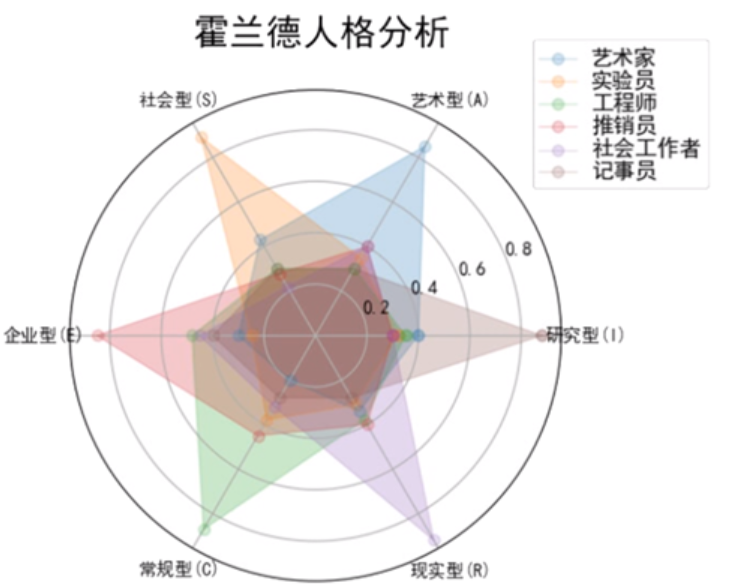 霍兰德人格分析
艺术家
实验员
工程师
推销员
社会工作者
记事员
社会型(S)
艺术型(A)
0.8
0.6
0.4
0.2
企业型(E)
研究型(I)
常规型(C)
现实型(R)